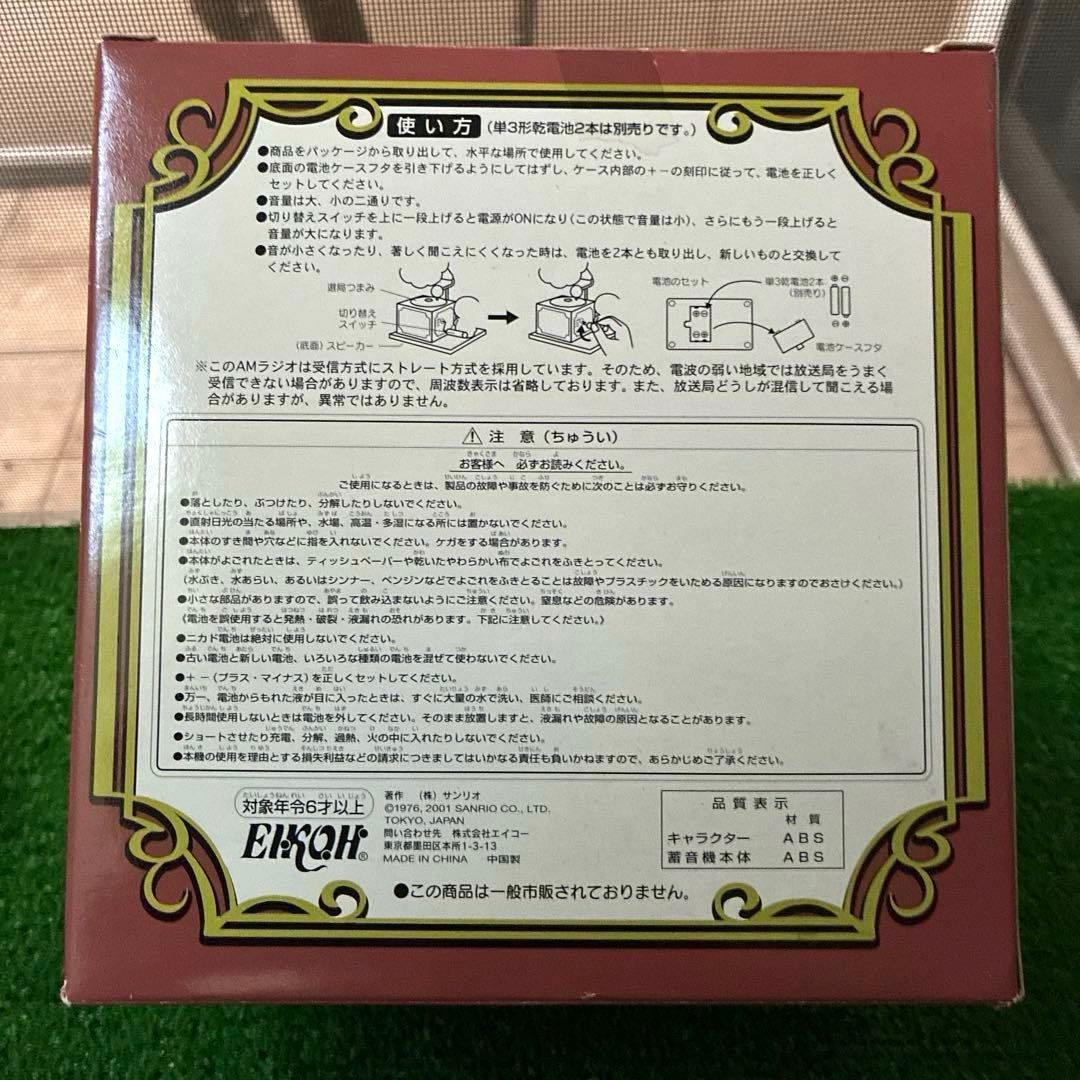 使い方 (単3形乾電池2本は別売りです。)
●商品をパッケージから取り出して、水平な場所で使用してください。
●底面の電池ケースフタを引き下げるようにしてはずし、ケース内部の＋－の刻印に従って、電池を正しく
セットしてください。
●音量は大、小の二通りです。
●切り替えスイッチを上に一段上げると電源がONになり(この状態で音量は小)、さらにもう一段上げると
音量が大になります。
●音が小さくなったり、著しく聞こえにくくなった時は、電池を2本とも取り出し、新しいものと交換して
ください。
選局つまみ
切り替え
スイッチ
(底面)スピーカー
電池のセット
単3乾電池2本
(別売り)
電池ケースフタ
※このAMラジオは受信方式にストレート方式を採用しています。そのため、電波の弱い地域では放送局をうまく
受信できない場合がありますので、周波数表示は省略しております。また、放送局どうしが混信して聞こえる場
合がありますが、異常ではありません。
⚠ 注 意 (ちゅうい)
お客様へ 必ずお読みください。
ご使用になるときは、製品の故障や事故を防ぐために次のことは必ずお守りください。
●落としたり、ぶつけたり、分解したりしないでください。
●直射日光の当たる場所や、水場、高温・多湿になる所には置かないでください。
●本体のすき間や穴などに指を入れないでください。ケガをする場合があります。
●本体がよごれたときは、ティッシュペーパーや乾いたやわらかい布でよごれをふきとってください。
(水ぶき、水あらい、あるいはシンナー、ベンジンなどでよごれをふきとることは故障やプラスチックをいためる原因になりますのでおさけください。)
●小さな部品がありますので、誤って飲み込まないようにご注意ください。窒息などの危険があります。
《電池を誤使用すると発熱・破裂・液漏れの恐れがあります。下記に注意してください。》
●ニカド電池は絶対に使用しないでください。
●古い電池と新しい電池、いろいろな種類の電池を混ぜて使わないでください。
●＋－(プラス・マイナス)を正しくセットしてください。
●万一、電池からもれた液が目に入ったときは、すぐに大量の水で洗い、医師にご相談ください。
●長時間使用しないときは電池を外してください。そのまま放置しますと、液漏れや故障の原因となることがあります。
●ショートさせたり充電、分解、過熱、火の中に入れたりしないでください。
●本機の使用を理由とする損失利益などの請求につきましてはいかなる責任も負いかねますので、あらかじめご了承ください。
対象年令6才以上
EIKOH®
著作 (株)サンリオ
©1976, 2001 SANRIO CO., LTD.
TOKYO, JAPAN
問い合わせ先 株式会社エイコー
東京都墨田区本所1-3-13
MADE IN CHINA 中国製
品質表示
材質
キャラクター ABS
蓄音機本体 ABS
●この商品は一般市販されておりません。